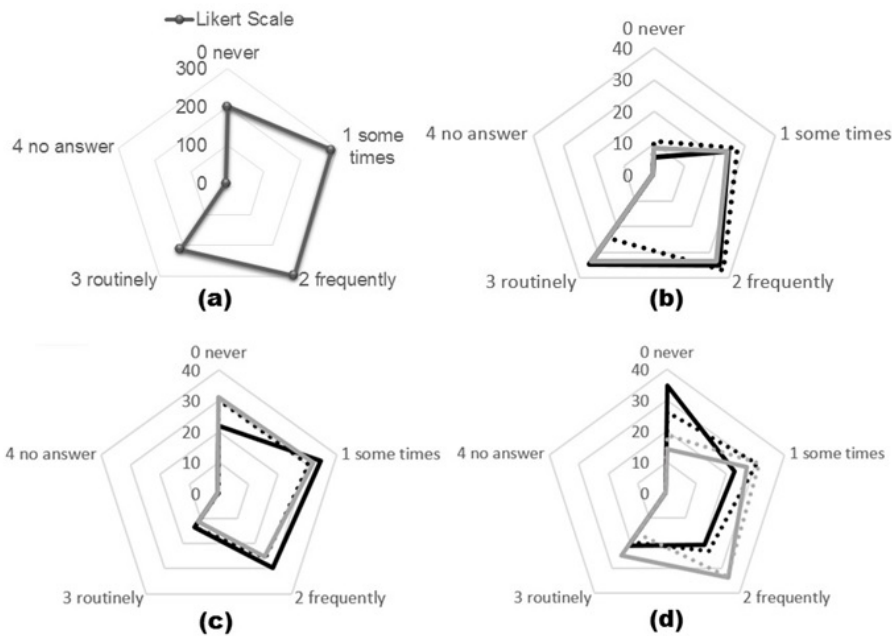 Likert Scale
0 never
300
200
100
0
1 some
times
2 frequently
3 routinely
4 no answer
(a)
0 never
40
30
20
10
0
1 some times
2 frequently
3 routinely
4 no answer
(b)
0 never
40
30
20
10
0
1 some times
2 frequently
3 routinely
4 no answer
(c)
0 never
40
30
20
10
0
1 some times
2 frequently
3 routinely
4 no answer
(d)